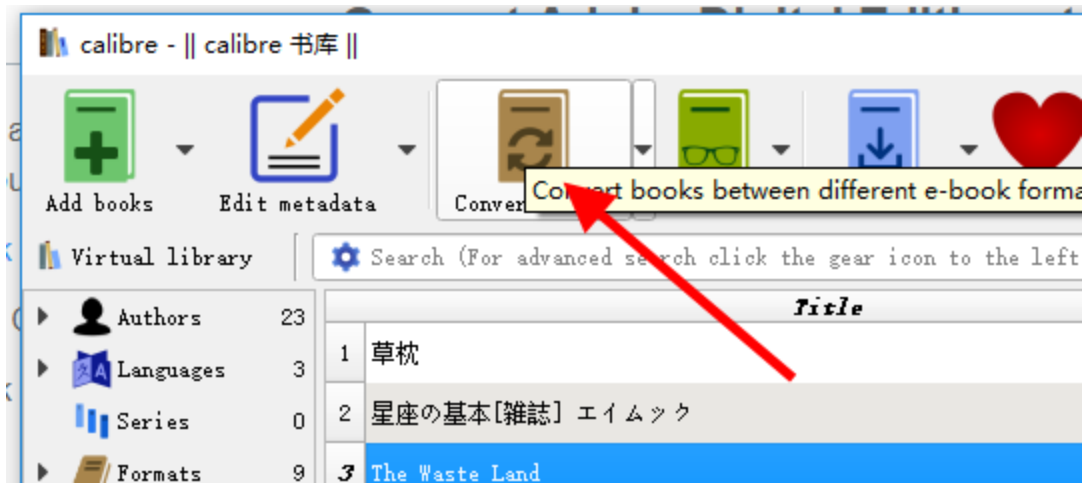 calibre - || calibre 书库 ||
Add books
Edit metadata
Conver
Convert books between different e-book forma
Virtual library
Search (For advanced search click the gear icon to the left
Authors 23
Languages 3
Series 0
Formats 9
Title
1 草枕
2 星座の基本[雑誌] エイムック
3 The Waste Land